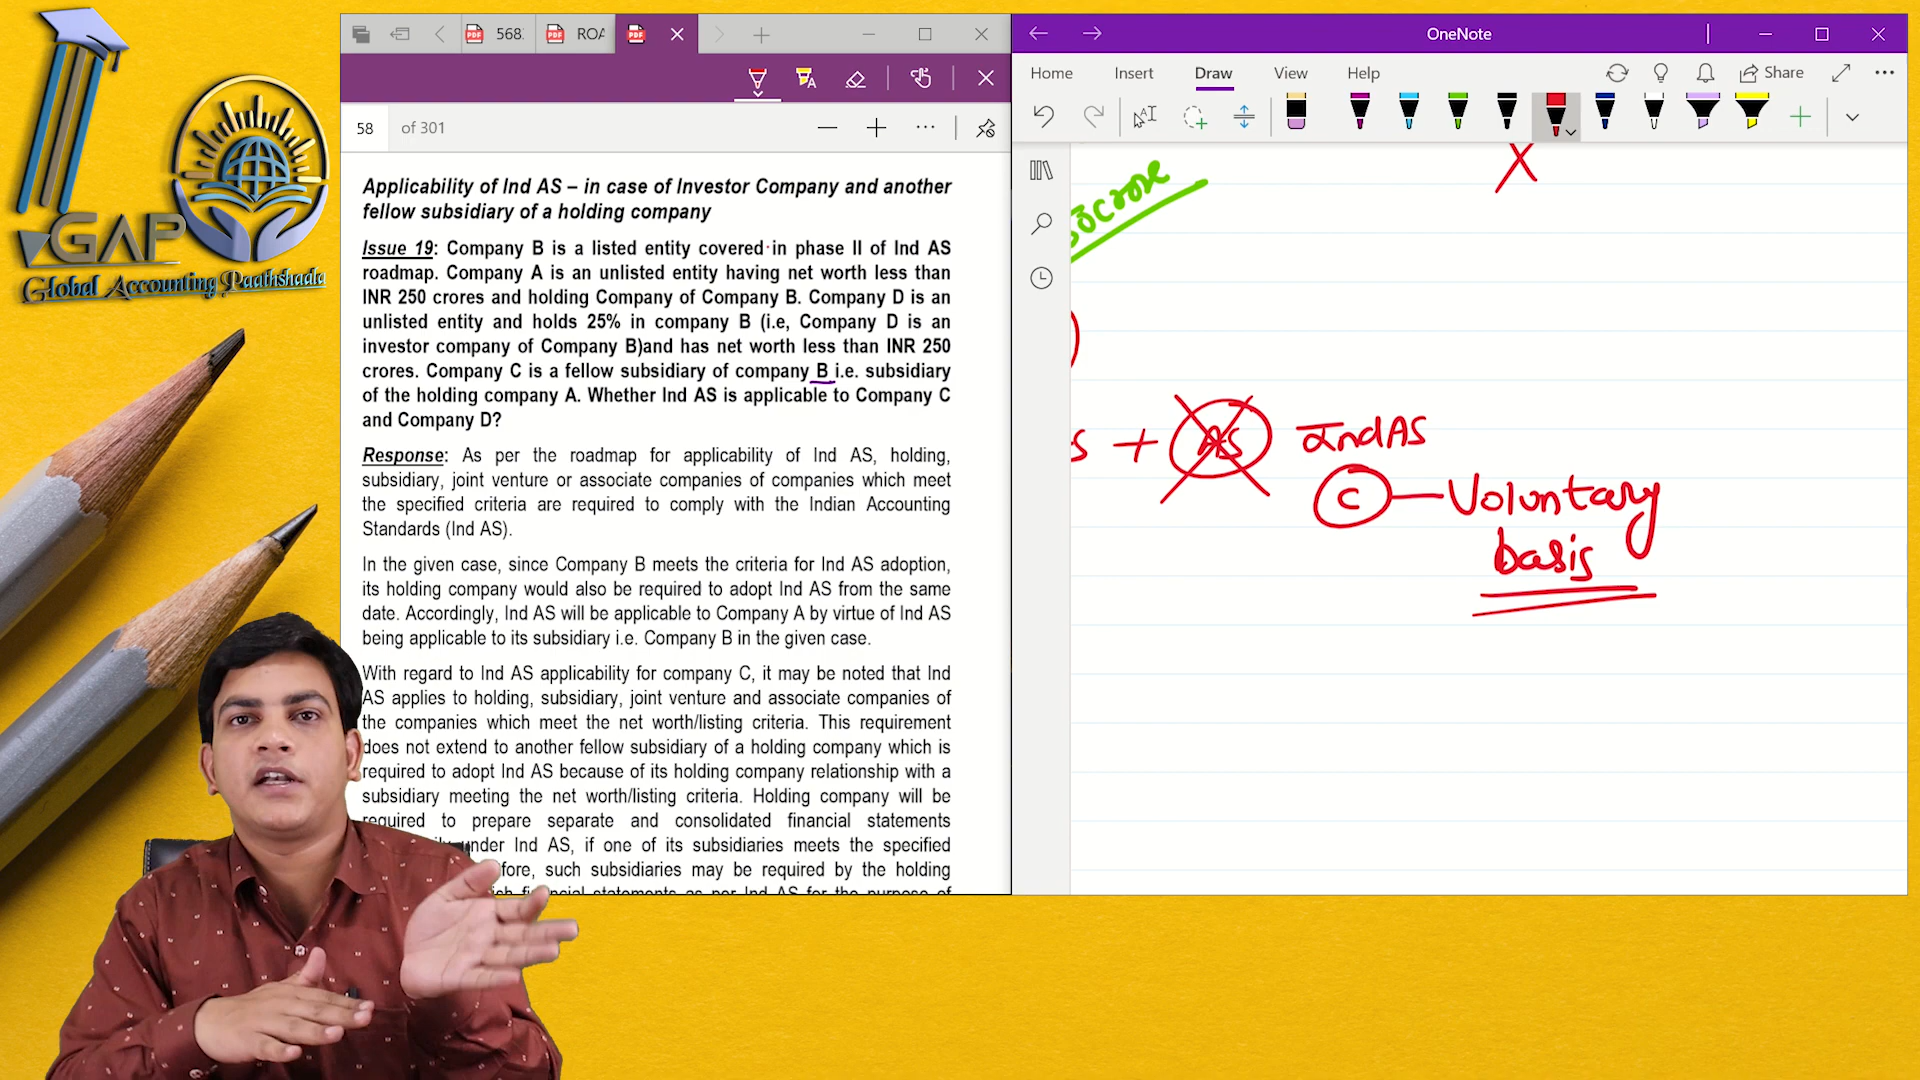 GAP
Global Accounting Paathshaala
568
ROA
58 of 301
Applicability of Ind AS – in case of Investor Company and another
fellow subsidiary of a holding company
Issue 19: Company B is a listed entity covered in phase II of Ind AS
roadmap. Company A is an unlisted entity having net worth less than
INR 250 crores and holding Company of Company B. Company D is an
unlisted entity and holds 25% in company B (i.e, Company D is an
investor company of Company B)and has net worth less than INR 250
crores. Company C is a fellow subsidiary of company B i.e. subsidiary
of the holding company A. Whether Ind AS is applicable to Company C
and Company D?
Response: As per the roadmap for applicability of Ind AS, holding,
subsidiary, joint venture or associate companies of companies which meet
the specified criteria are required to comply with the Indian Accounting
Standards (Ind AS).
In the given case, since Company B meets the criteria for Ind AS adoption,
its holding company would also be required to adopt Ind AS from the same
date. Accordingly, Ind AS will be applicable to Company A by virtue of Ind AS
being applicable to its subsidiary i.e. Company B in the given case.
With regard to Ind AS applicability for company C, it may be noted that Ind
AS applies to holding, subsidiary, joint venture and associate companies of
the companies which meet the net worth/listing criteria. This requirement
does not extend to another fellow subsidiary of a holding company which is
required to adopt Ind AS because of its holding company relationship with a
subsidiary meeting the net worth/listing criteria. Holding company will be
required to prepare separate and consolidated financial statements
under Ind AS, if one of its subsidiaries meets the specified
such subsidiaries may be required by the holding
financial statements as per Ind AS for the purpose of
OneNote
Home Insert Draw View Help Share
crore
S + AS IndAS
C — Voluntary
basis